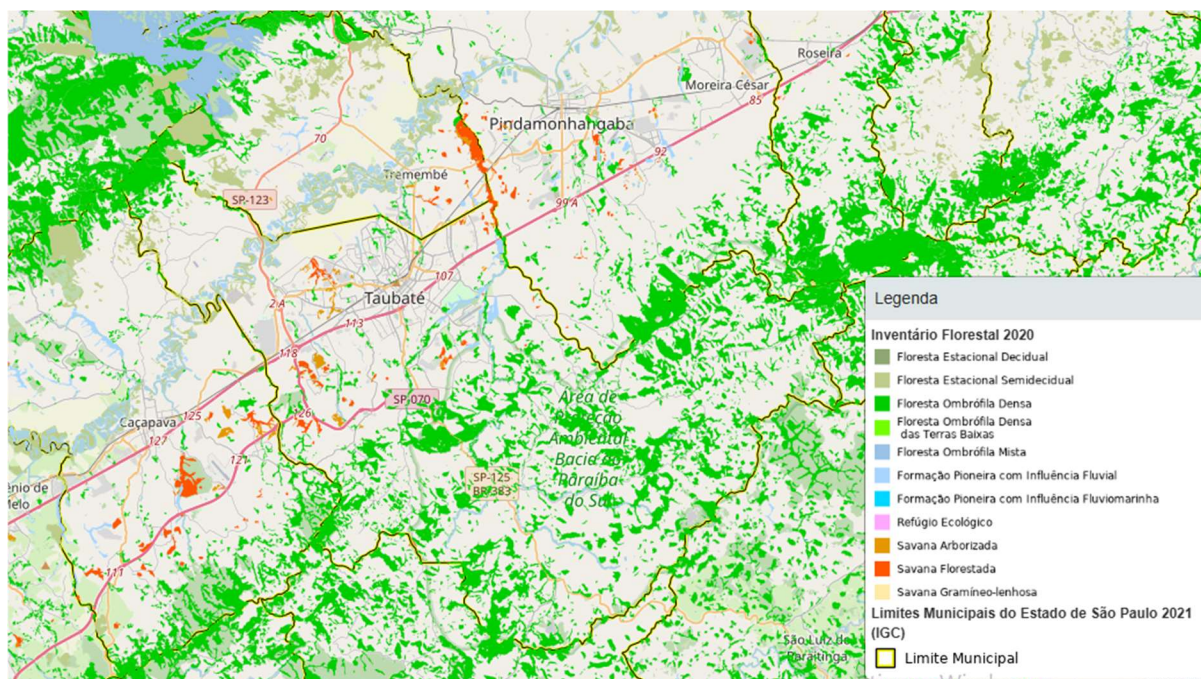 Roseira
Moreira César
85
Pindamonhangaba
70
92
Tremembé
SP-123
99 A
107
2 A
Taubaté
113
118
SP-070
125
126
Caçapava
127
121
Área de
Proteção
Ambiental
Bacia do
Paraíba
do Sul
SP-125
BR-383
ênio de
Melo
111
São Luiz do
Paraitinga
Legenda
Inventário Florestal 2020
Floresta Estacional Decidual
Floresta Estacional Semidecidual
Floresta Ombrófila Densa
Floresta Ombrófila Densa
das Terras Baixas
Floresta Ombrófila Mista
Formação Pioneira com Influência Fluvial
Formação Pioneira com Influência Fluviomarinha
Refúgio Ecológico
Savana Arborizada
Savana Florestada
Savana Gramíneo-lenhosa
Limites Municipais do Estado de São Paulo 2021
(IGC)
Limite Municipal